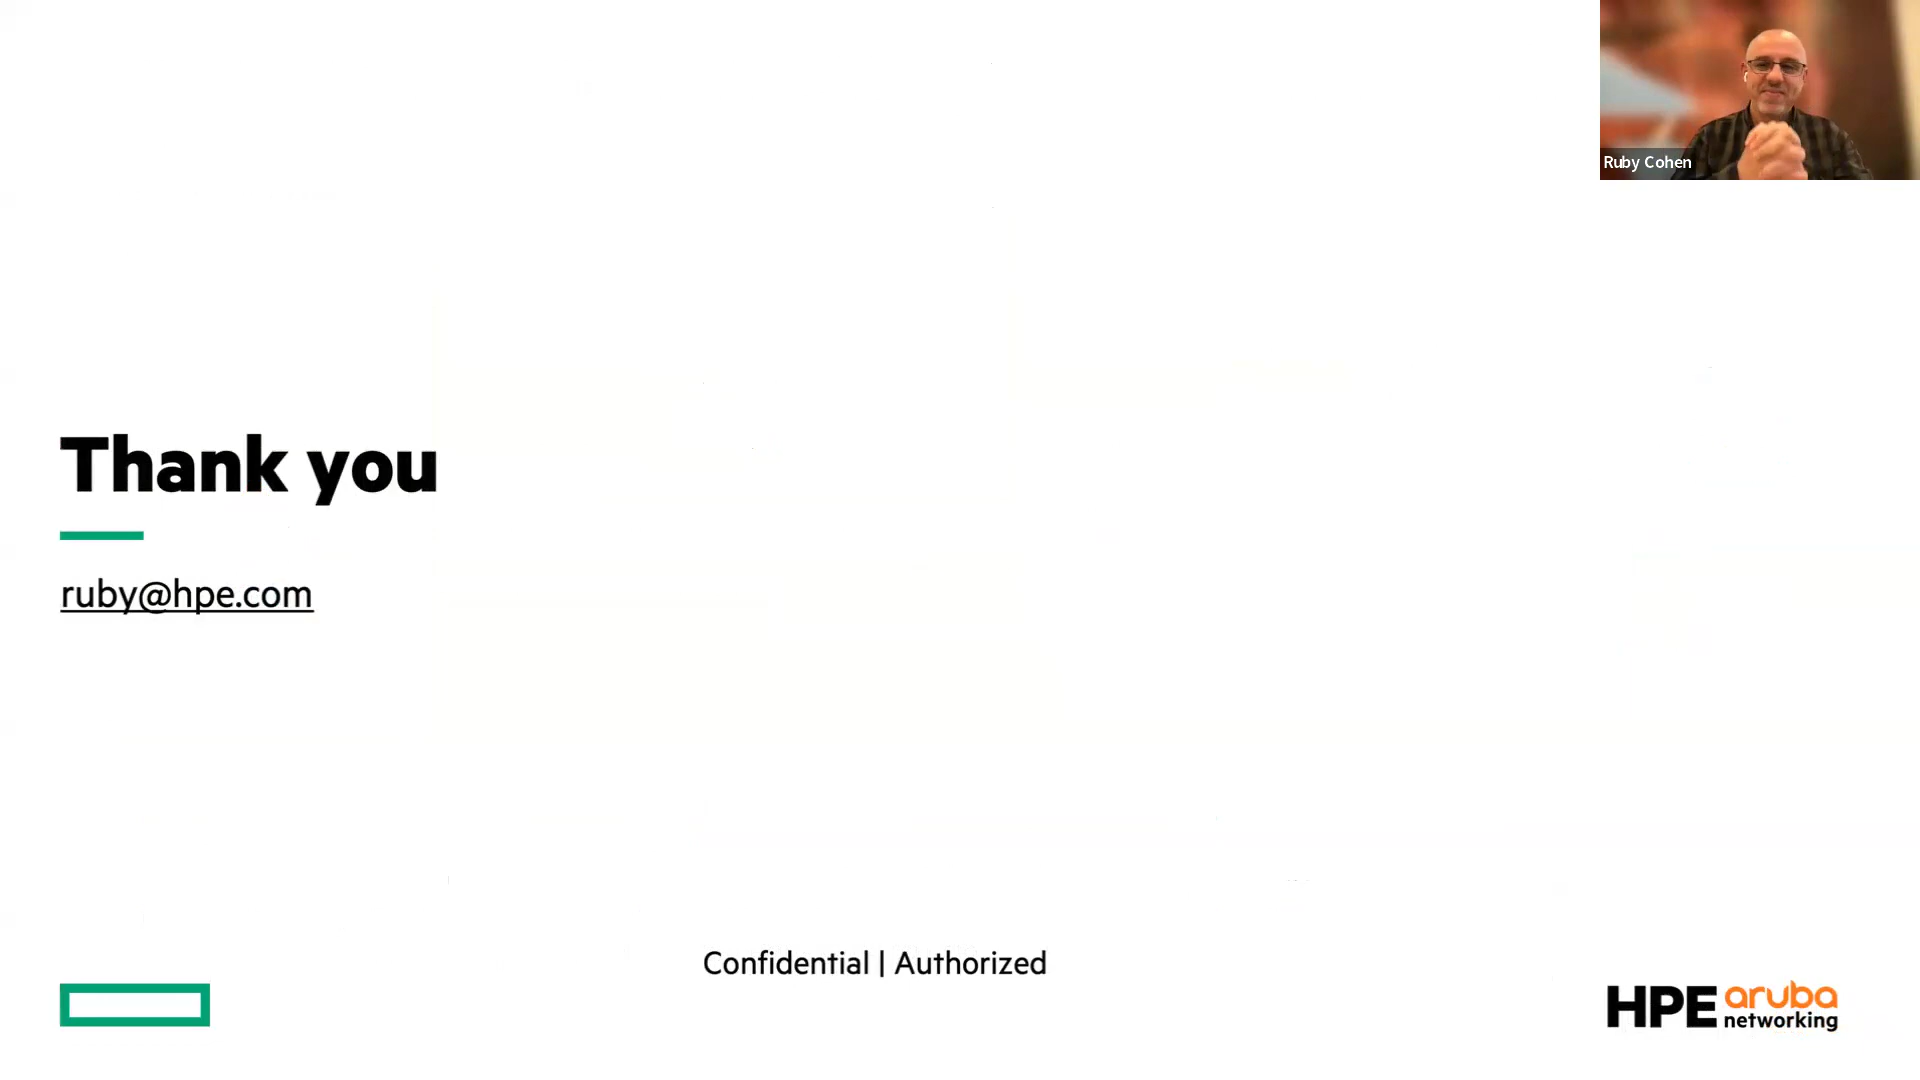 Ruby Cohen
Thank you
ruby@hpe.com
Confidential | Authorized
HPE aruba
networking